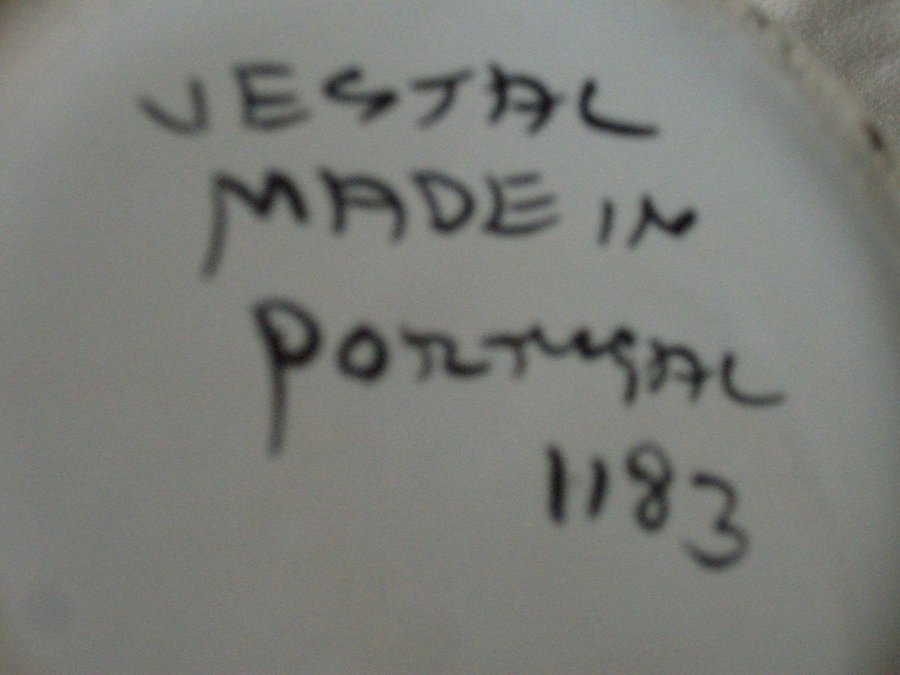 VESTAL
MADE IN
PORTUGAL
1183